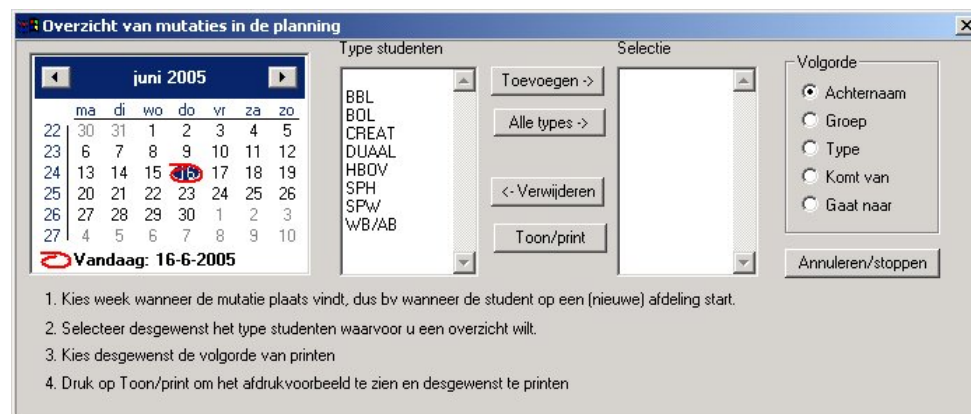 Overzicht van mutaties in de planning
juni 2005
ma di wo do vr za zo
22 30 31 1 2 3 4 5
23 6 7 8 9 10 11 12
24 13 14 15 16 17 18 19
25 20 21 22 23 24 25 26
26 27 28 29 30 1 2 3
27 4 5 6 7 8 9 10
Vandaag: 16-6-2005
Type studenten
BBL
BOL
CREAT
DUAAL
HBOV
SPH
SPW
WB/AB
Toevoegen ->
Alle types ->
<- Verwijderen
Toon/print
Selectie
Volgorde
Achternaam
Groep
Type
Komt van
Gaat naar
Annuleren/stoppen
1. Kies week wanneer de mutatie plaats vindt, dus bv wanneer de student op een (nieuwe) afdeling start.
2. Selecteer desgewenst het type studenten waarvoor u een overzicht wilt.
3. Kies desgewenst de volgorde van printen
4. Druk op Toon/print om het afdrukvoorbeeld te zien en desgewenst te printen